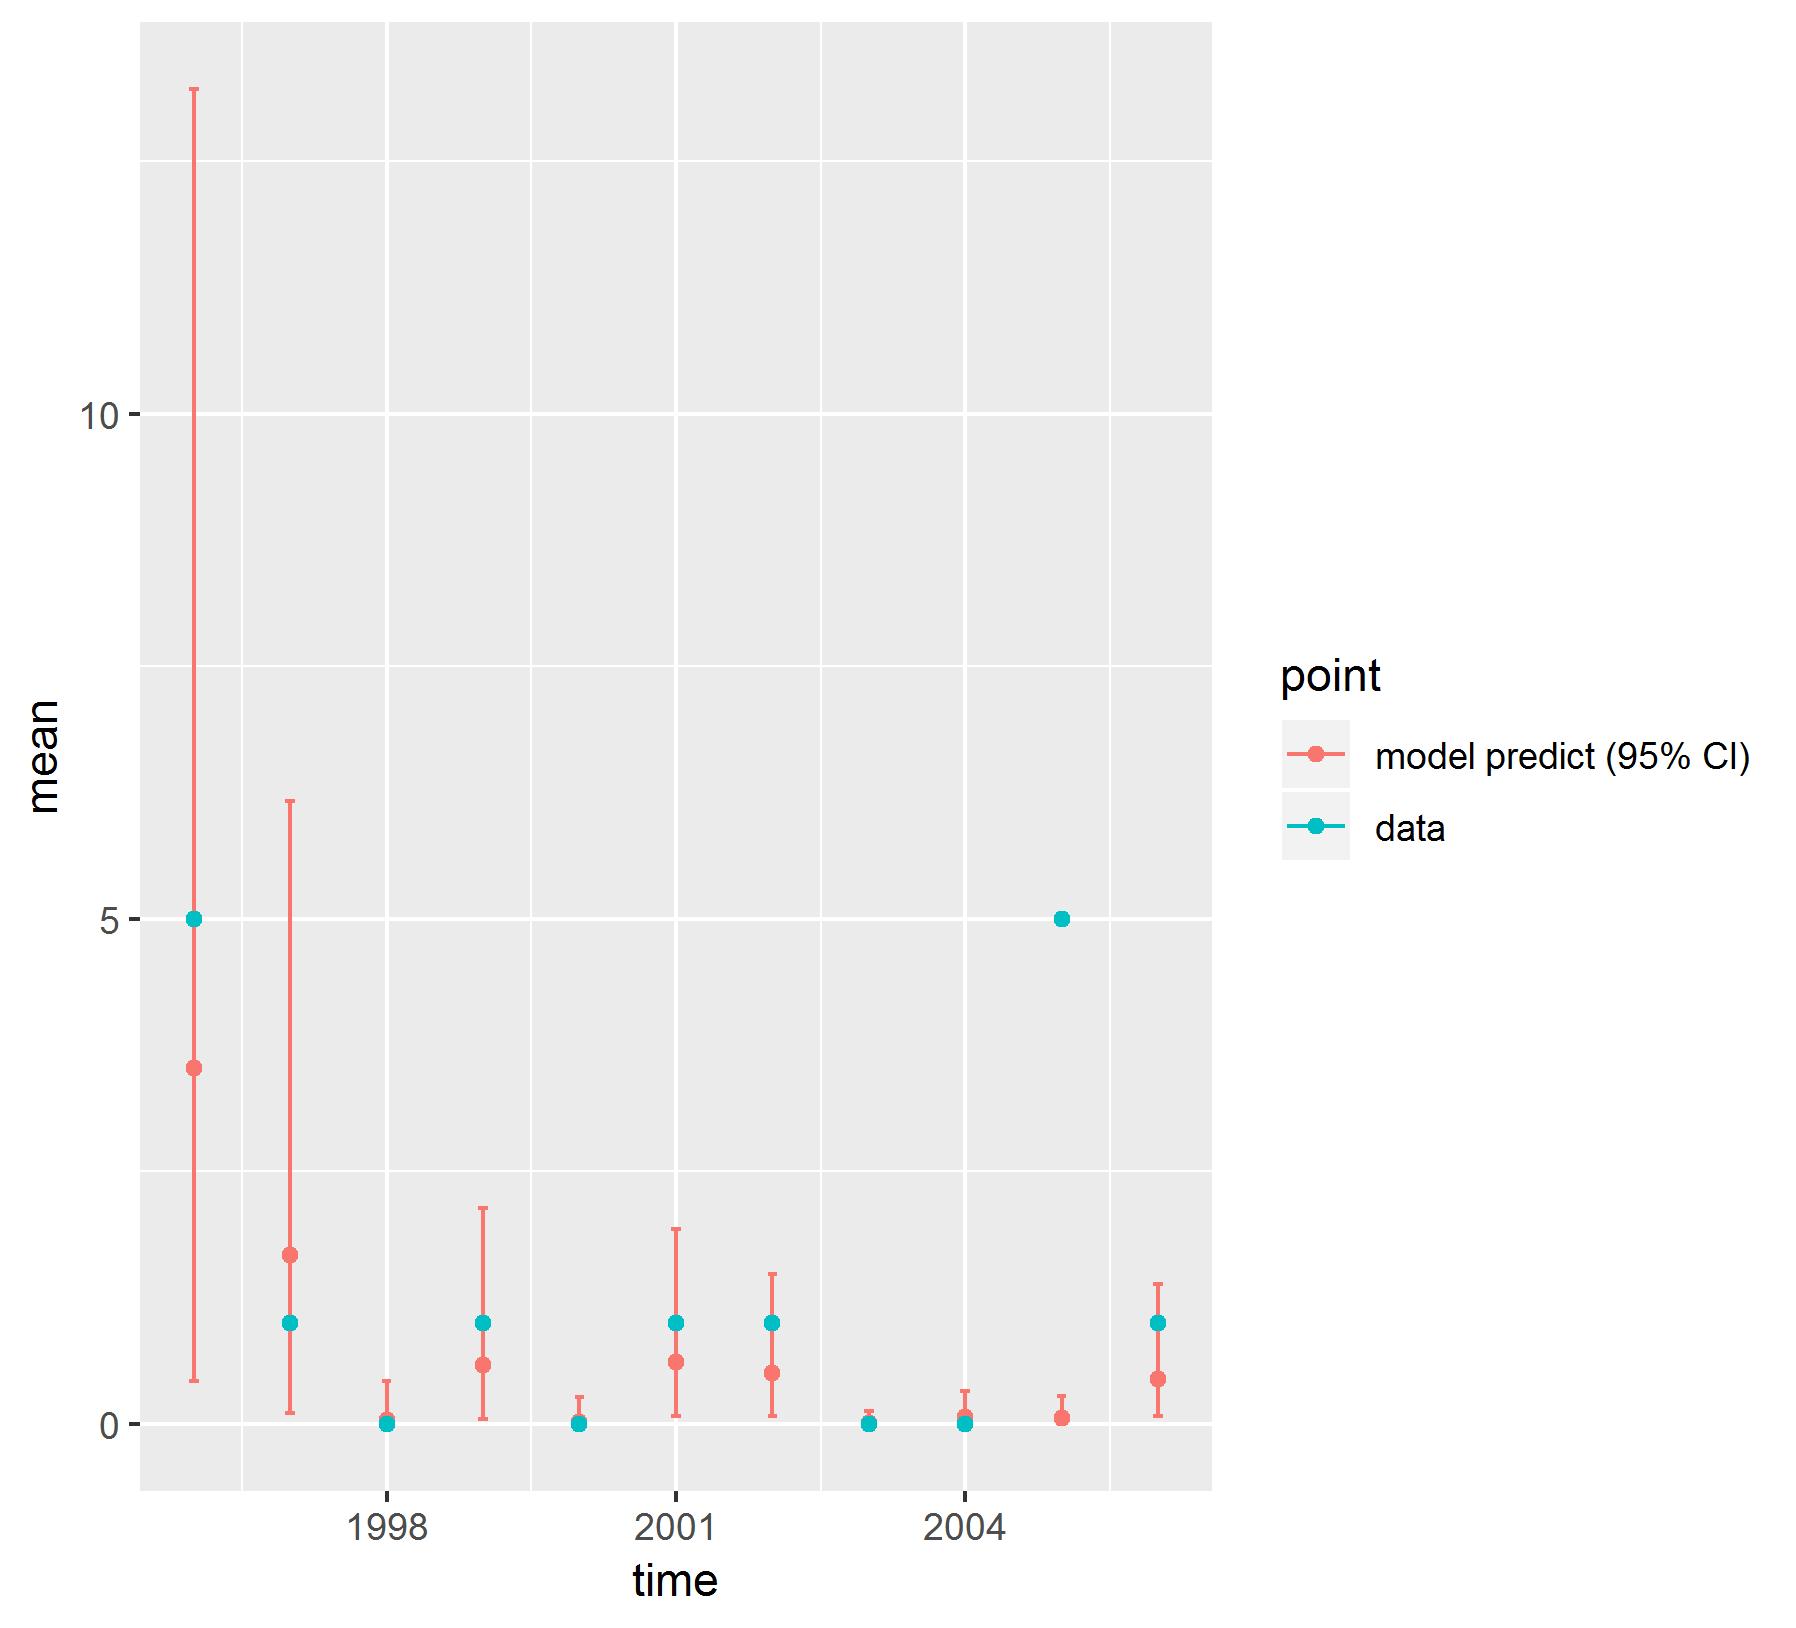 10
5
0
mean
1998 2001 2004
time
point
model predict (95% CI)
data